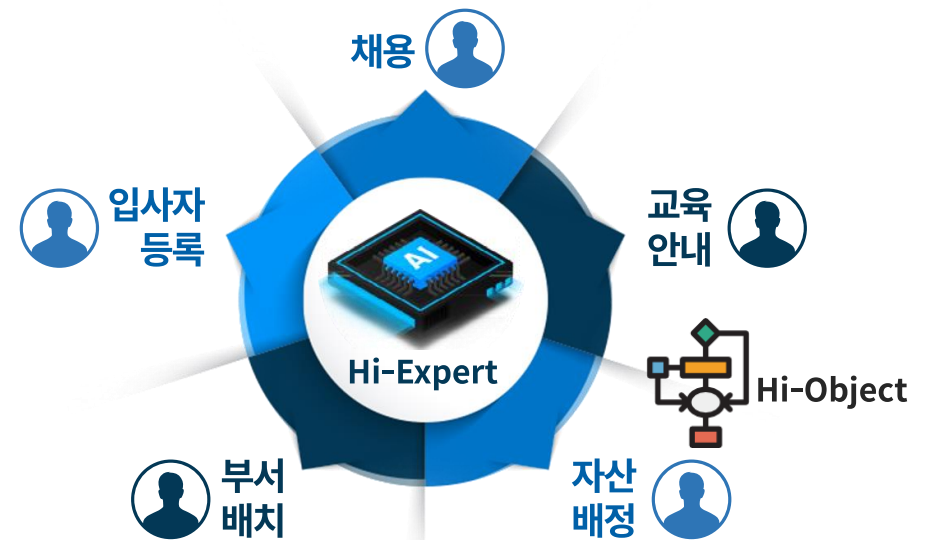 채용
입사자
등록
교육
안내
AI
Hi-Expert
Hi-Object
부서
배치
자산
배정